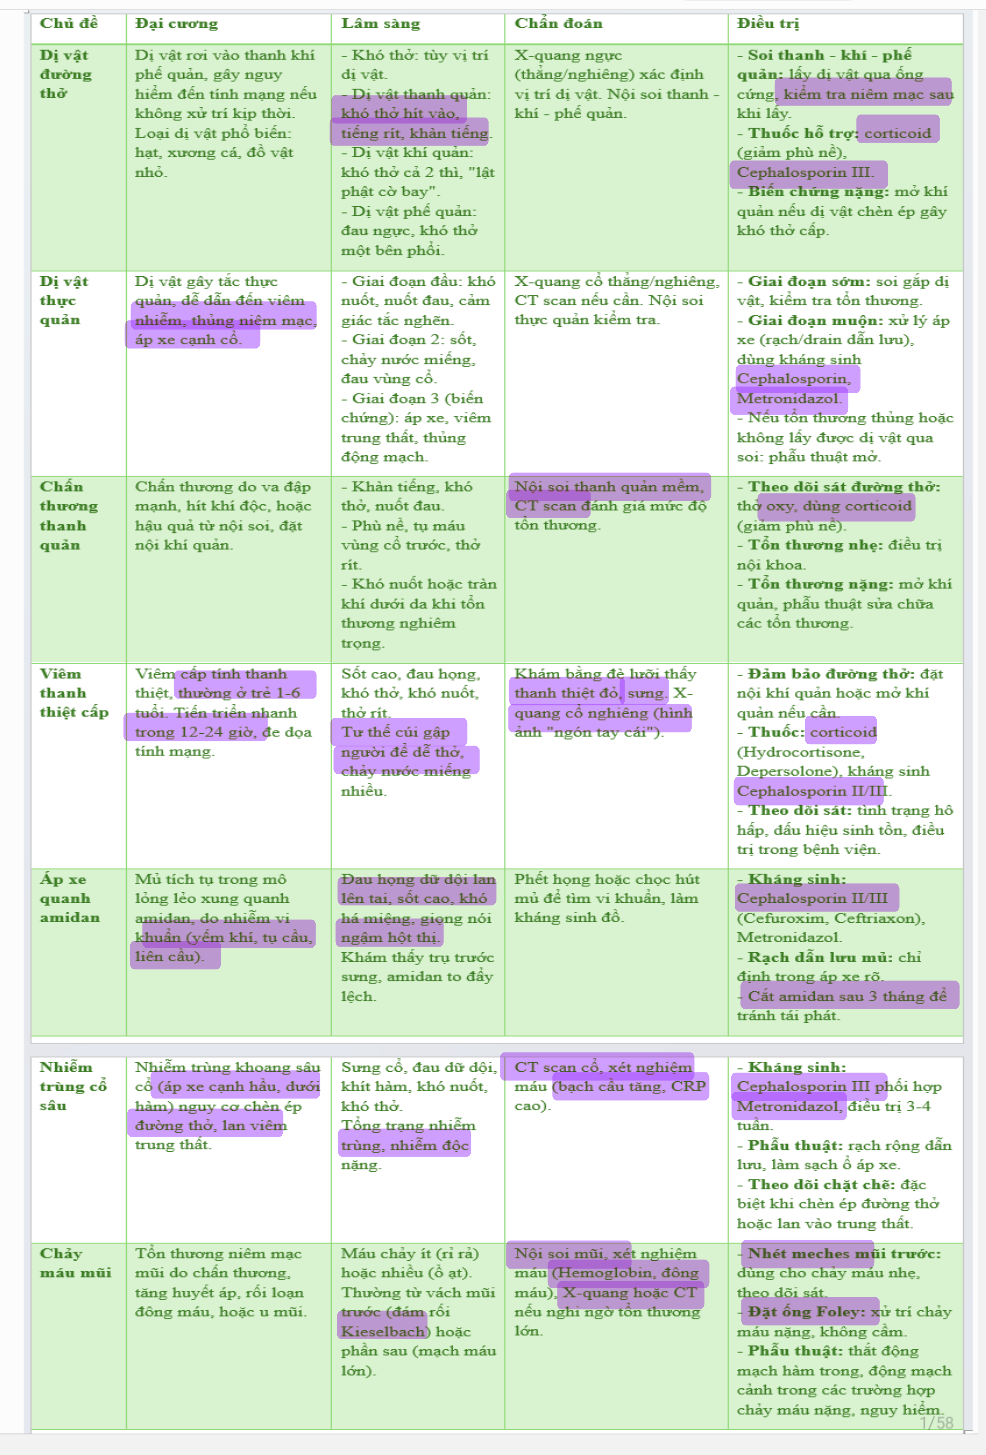 Chủ đề
Đại cương
Lâm sàng
Chẩn đoán
Điều trị
Dị vật
đường
thở
Dị vật rơi vào thanh khí
phế quản, gây nguy
hiểm đến tính mạng nếu
không xử trí kịp thời.
Loại dị vật phổ biến:
hạt, xương cá, đồ vật
nhỏ.
- Khó thở: tùy vị trí
dị vật.
- Dị vật thanh quản:
khó thở hít vào,
tiếng rít, khàn tiếng.
- Dị vật khí quản:
khó thở cả 2 thì, "lật
phật cờ bay".
- Dị vật phế quản:
đau ngực, khó thở
một bên phổi.
X-quang ngực
(thẳng/nghiêng) xác định
vị trí dị vật. Nội soi thanh -
khí - phế quản.
- Soi thanh - khí - phế
quản: lấy dị vật qua ống
cứng, kiểm tra niêm mạc sau
khi lấy.
- Thuốc hỗ trợ: corticoid
(giảm phù nề),
Cephalosporin III.
- Biến chứng nặng: mở khí
quản nếu dị vật chèn ép gây
khó thở cấp.
Dị vật
thực
quản
Dị vật gây tắc thực
quản, dễ dẫn đến viêm
nhiễm, thủng niêm mạc,
áp xe cạnh cổ.
- Giai đoạn đầu: khó
nuốt, nuốt đau, cảm
giác tắc nghẽn.
- Giai đoạn 2: sốt,
chảy nước miếng,
đau vùng cổ.
- Giai đoạn 3 (biến
chứng): áp xe, viêm
trung thất, thủng
động mạch.
X-quang cổ thẳng/nghiêng,
CT scan nếu cần. Nội soi
thực quản kiểm tra.
- Giai đoạn sớm: soi gắp dị
vật, kiểm tra tổn thương.
- Giai đoạn muộn: xử lý áp
xe (rạch/drain dẫn lưu),
dùng kháng sinh
Cephalosporin,
Metronidazol.
- Nếu tổn thương thủng hoặc
không lấy được dị vật qua
soi: phẫu thuật mở.
Chấn
thương
thanh
quản
Chấn thương do va đập
mạnh, hít khí độc, hoặc
hậu quả từ nội soi, đặt
nội khí quản.
- Khàn tiếng, khó
thở, nuốt đau.
- Phù nề, tụ máu
vùng cổ trước, thở
rít.
- Khó nuốt hoặc tràn
khí dưới da khi tổn
thương nghiêm
trọng.
Nội soi thanh quản mềm,
CT scan đánh giá mức độ
tổn thương.
- Theo dõi sát đường thở:
thở oxy, dùng corticoid
(giảm phù nề).
- Tổn thương nhẹ: điều trị
nội khoa.
- Tổn thương nặng: mở khí
quản, phẫu thuật sửa chữa
các tổn thương.
Viêm
thanh
thiệt cấp
Viêm cấp tính thanh
thiệt, thường ở trẻ 1-6
tuổi. Tiến triển nhanh
trong 12-24 giờ, đe dọa
tính mạng.
Sốt cao, đau họng,
khó thở, khó nuốt,
thở rít.
Tư thế cúi gập
người để dễ thở,
chảy nước miếng
nhiều.
Khám bằng đè lưỡi thấy
thanh thiệt đỏ, sưng. X-
quang cổ nghiêng (hình
ảnh "ngón tay cái").
- Đảm bảo đường thở: đặt
nội khí quản hoặc mở khí
quản nếu cần.
- Thuốc: corticoid
(Hydrocortisone,
Depersolone), kháng sinh
Cephalosporin II/III.
- Theo dõi sát: tình trạng hô
hấp, dấu hiệu sinh tồn, điều
trị trong bệnh viện.
Áp xe
quanh
amidan
Mủ tích tụ trong mô
lỏng lẻo xung quanh
amidan, do nhiễm vi
khuẩn (yếm khí, tụ cầu,
liên cầu).
Đau họng dữ dội lan
lên tai, sốt cao, khó
há miệng, giọng nói
ngậm hột thị.
Khám thấy trụ trước
sưng, amidan to đẩy
lệch.
Phết họng hoặc chọc hút
mủ để tìm vi khuẩn, làm
kháng sinh đồ.
- Kháng sinh:
Cephalosporin II/III
(Cefuroxim, Ceftriaxon),
Metronidazol.
- Rạch dẫn lưu mủ: chỉ
định trong áp xe rõ.
- Cắt amidan sau 3 tháng để
tránh tái phát.
Nhiễm
trùng cổ
sâu
Nhiễm trùng khoang sâu
cổ (áp xe cạnh hầu, dưới
hàm) nguy cơ chèn ép
đường thở, lan viêm
trung thất.
Sưng cổ, đau dữ dội,
khít hàm, khó nuốt,
khó thở.
Tổng trạng nhiễm
trùng, nhiễm độc
nặng.
CT scan cổ, xét nghiệm
máu (bạch cầu tăng, CRP
cao).
- Kháng sinh:
Cephalosporin III phối hợp
Metronidazol, điều trị 3-4
tuần.
- Phẫu thuật: rạch rộng dẫn
lưu, làm sạch ổ áp xe.
- Theo dõi chặt chẽ: đặc
biệt khi chèn ép đường thở
hoặc lan vào trung thất.
Chảy
máu mũi
Tổn thương niêm mạc
mũi do chấn thương,
tăng huyết áp, rối loạn
đông máu, hoặc u mũi.
Máu chảy ít (rỉ rả)
hoặc nhiều (ồ ạt).
Thường từ vách mũi
trước (đám rối
Kieselbach) hoặc
phần sau (mạch máu
lớn).
Nội soi mũi, xét nghiệm
máu (Hemoglobin, đông
máu), X-quang hoặc CT
nếu nghi ngờ tổn thương
lớn.
- Nhét meches mũi trước:
dùng cho chảy máu nhẹ,
theo dõi sát.
- Đặt ống Foley: xử trí chảy
máu nặng, không cầm.
- Phẫu thuật: thắt động
mạch hàm trong, động mạch
cảnh trong các trường hợp
chảy máu nặng, nguy hiểm.
1/58